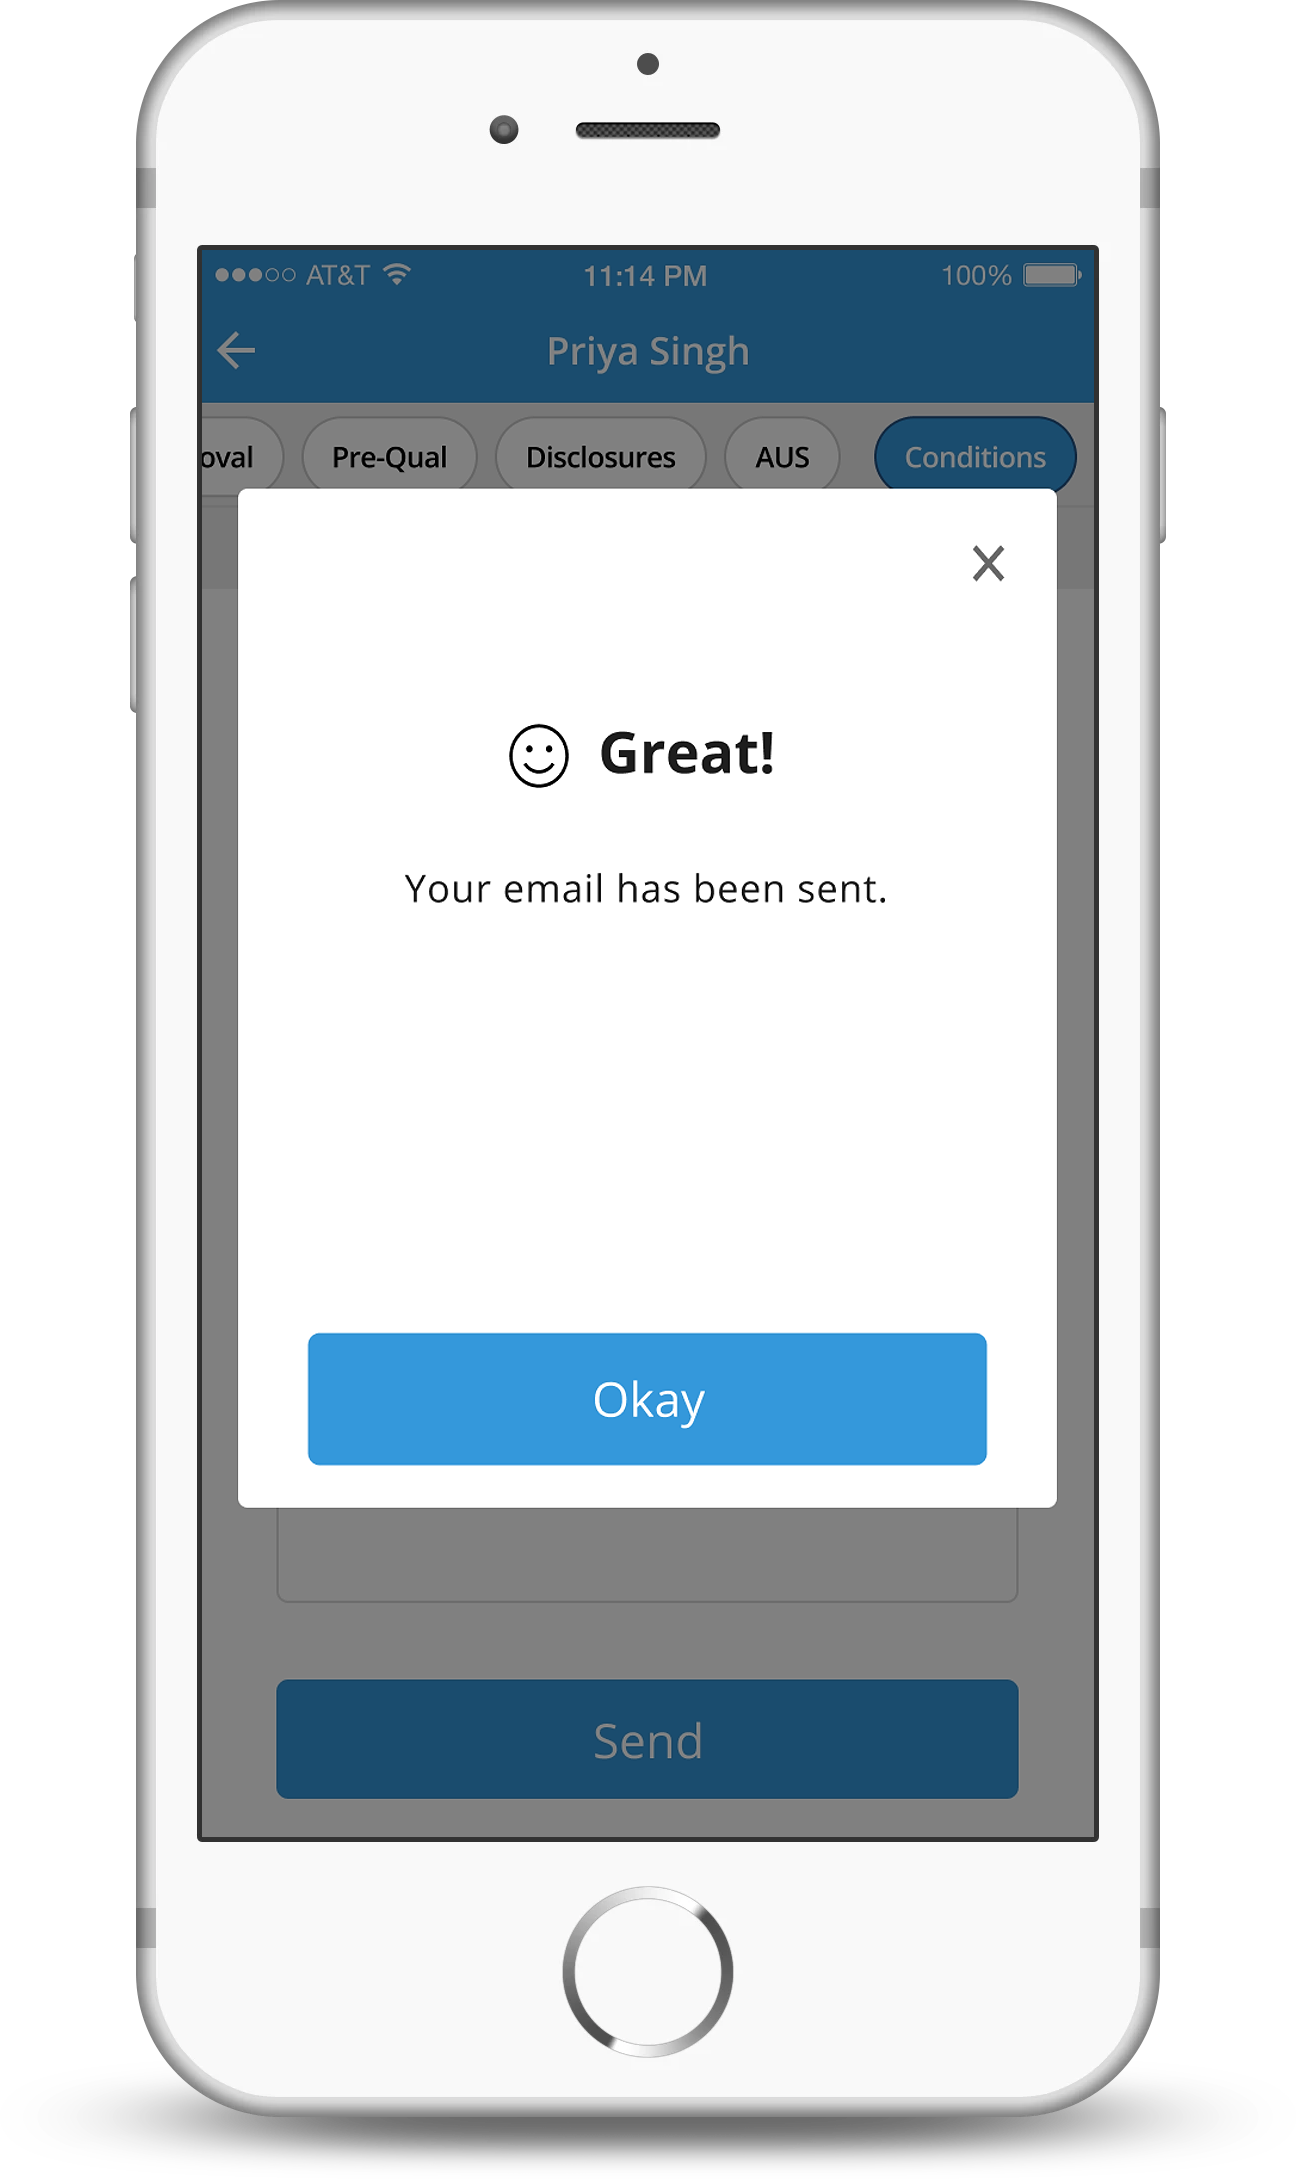 AT&T 11:14 PM 100%
Priya Singh
oval Pre-Qual Disclosures AUS Conditions
Great!
Your email has been sent.
Okay
Send